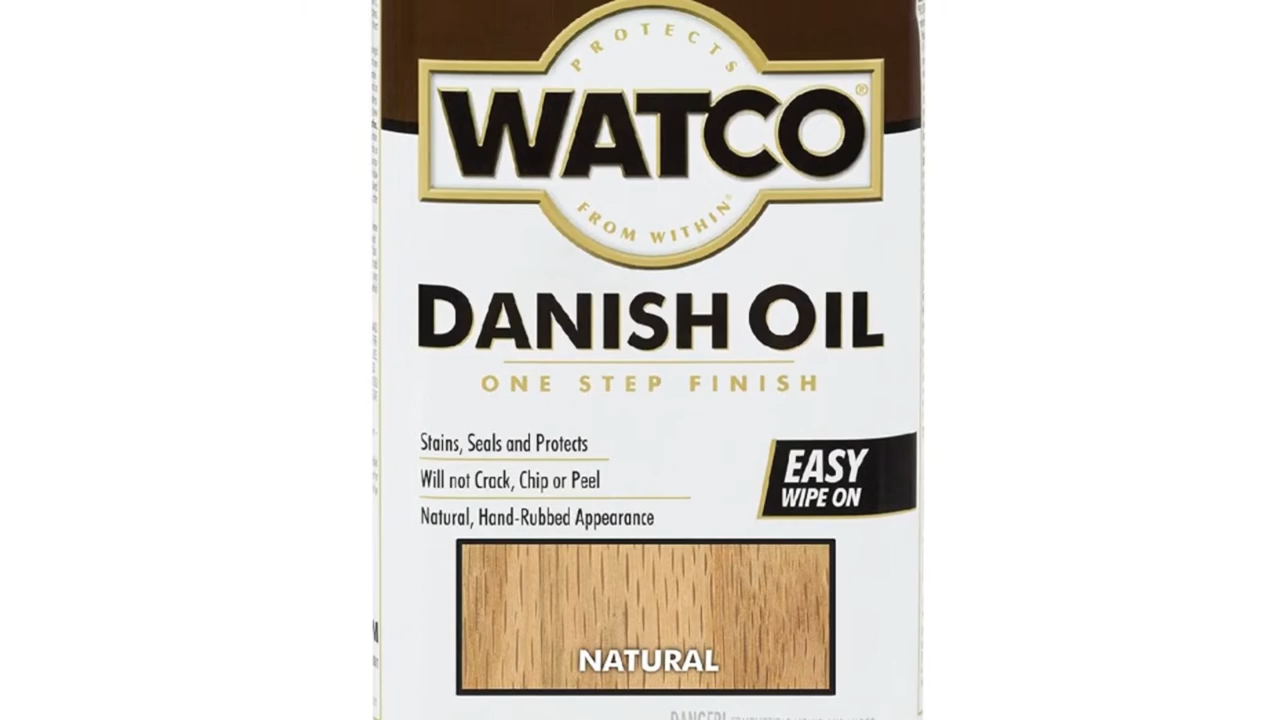 PROTECTS
WATCO®
FROM WITHIN®
DANISH OIL
ONE STEP FINISH
Stains, Seals and Protects
Will not Crack, Chip or Peel
Natural, Hand-Rubbed Appearance
EASY
WIPE ON
NATURAL
DANGER!